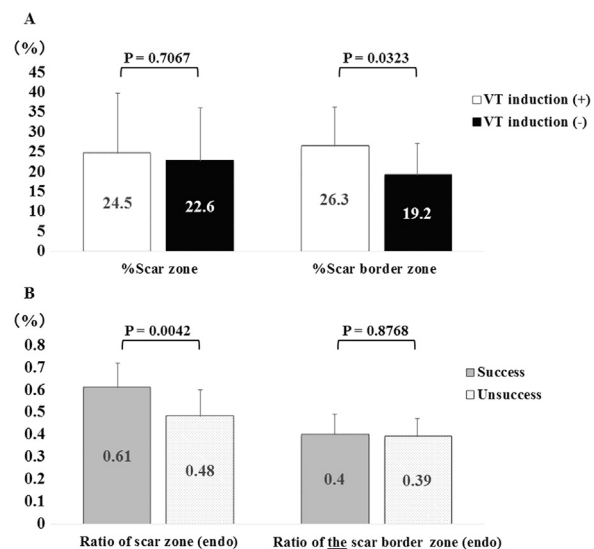 A
(%)
P = 0.7067
P = 0.0323
45
40
35
30
25
20
15
10
5
0
24.5
22.6
26.3
19.2
VT induction (+)
VT induction (-)
%Scar zone
%Scar border zone
B
(%)
P = 0.0042
P = 0.8768
0.8
0.7
0.6
0.5
0.4
0.3
0.2
0.1
0
0.61
0.48
0.4
0.39
Success
Unsuccess
Ratio of scar zone (endo)
Ratio of the scar border zone (endo)